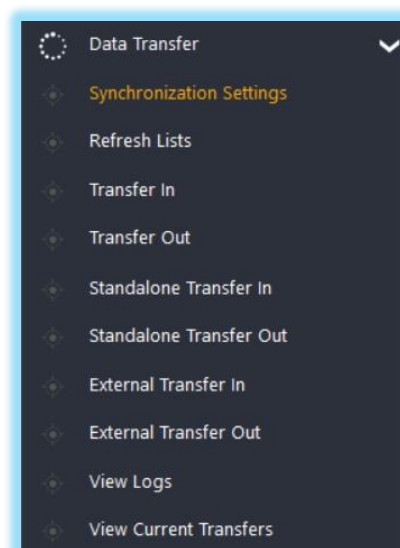 Data Transfer
Synchronization Settings
Refresh Lists
Transfer In
Transfer Out
Standalone Transfer In
Standalone Transfer Out
External Transfer In
External Transfer Out
View Logs
View Current Transfers